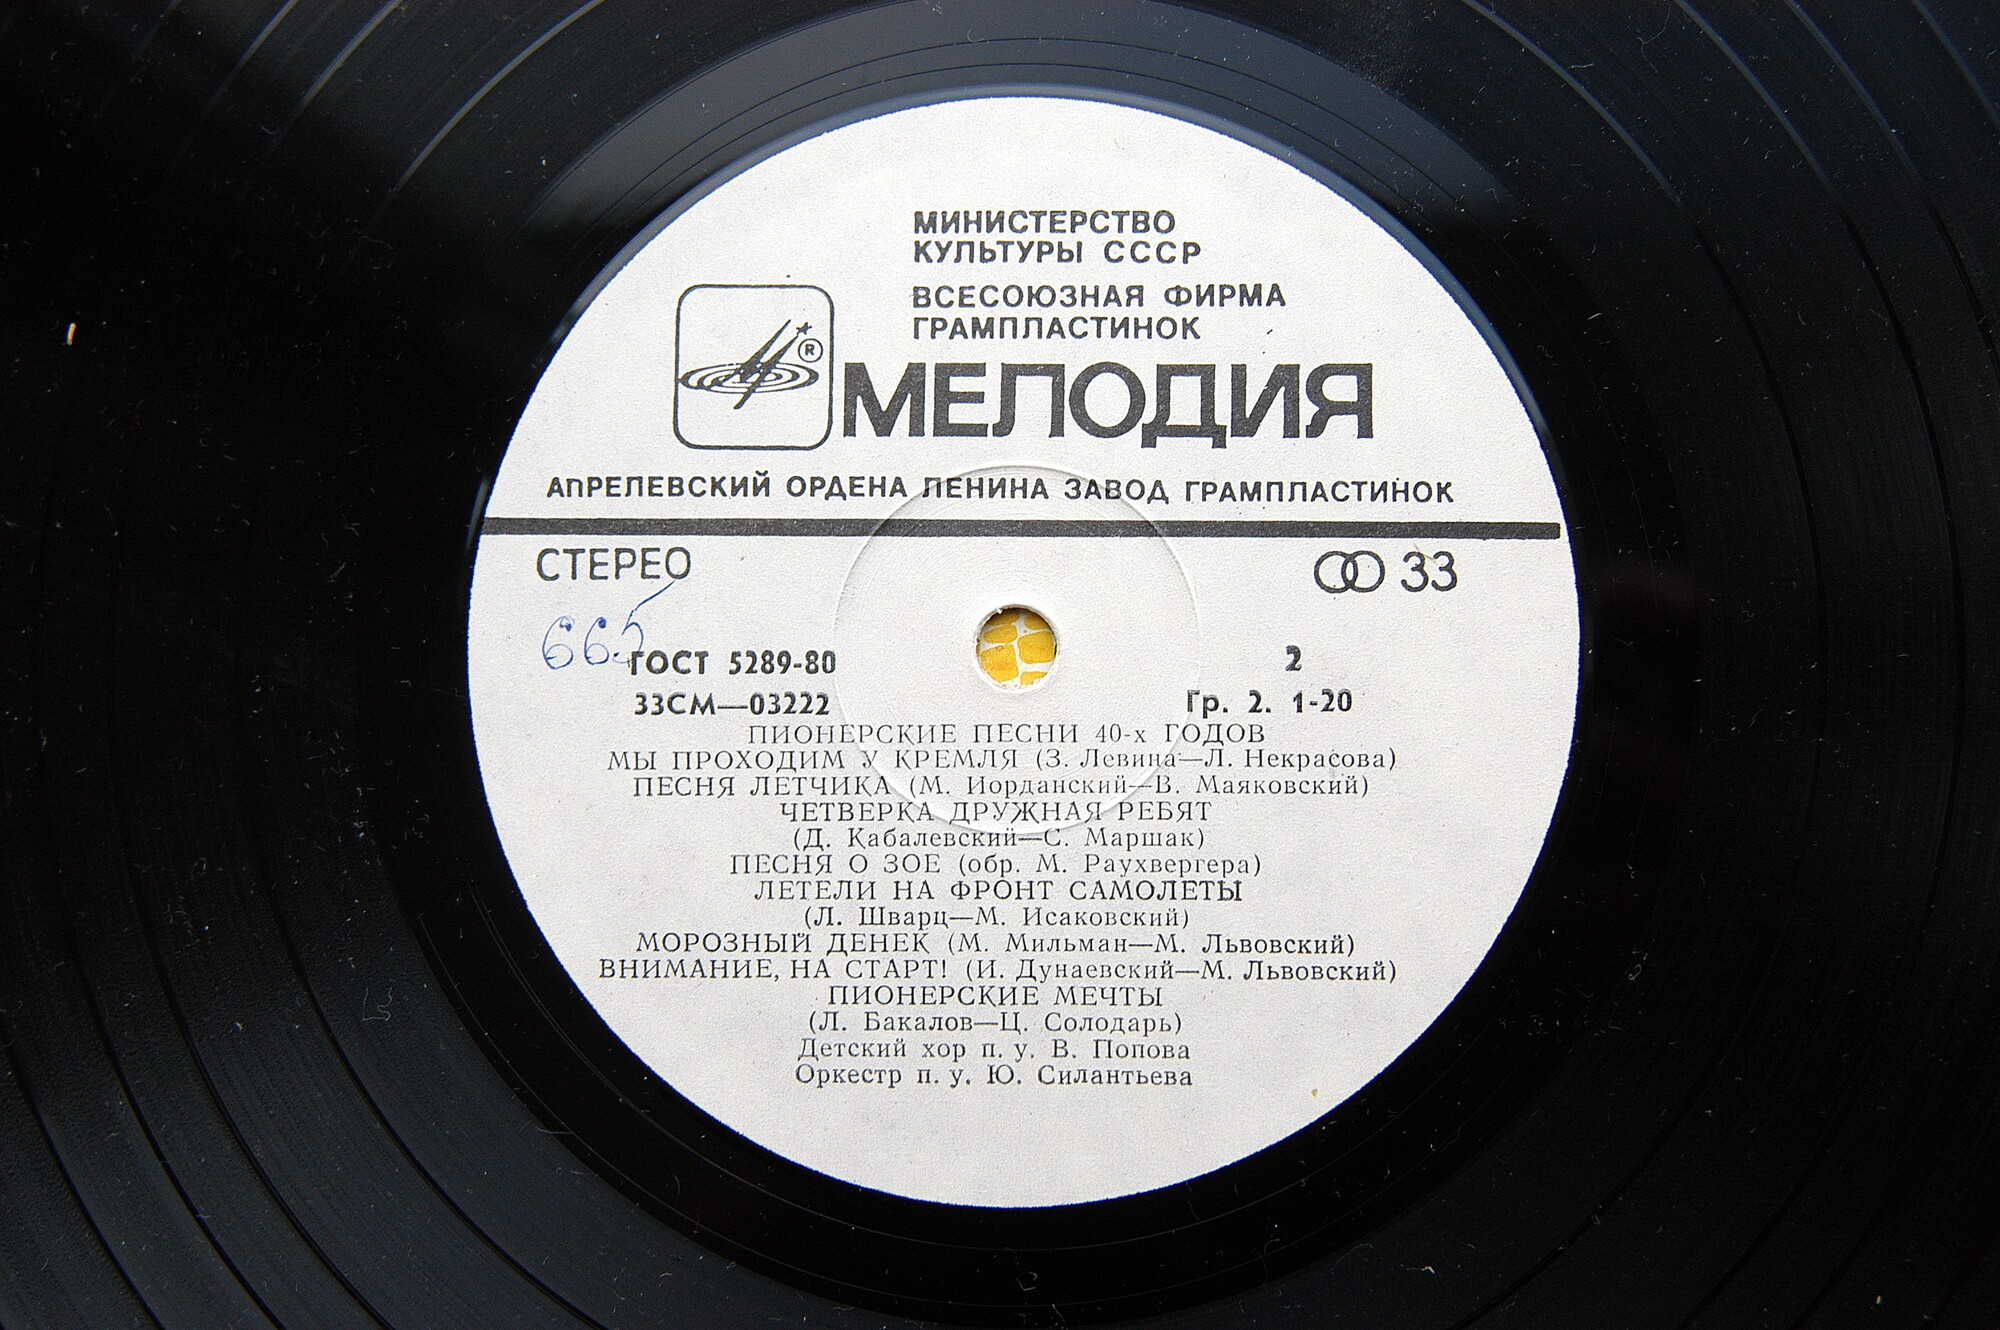 МИНИСТЕРСТВО
КУЛЬТУРЫ СССР
ВСЕСОЮЗНАЯ ФИРМА
ГРАМПЛАСТИНОК
®
МЕЛОДИЯ
АПРЕЛЕВСКИЙ ОРДЕНА ЛЕНИНА ЗАВОД ГРАМПЛАСТИНОК
СТЕРЕО
33
665
ГОСТ 5289-80
2
33СМ—03222
Гр. 2. 1-20
ПИОНЕРСКИЕ ПЕСНИ 40-х ГОДОВ
МЫ ПРОХОДИМ У КРЕМЛЯ (З. Левина—Л. Некрасова)
ПЕСНЯ ЛЕТЧИКА (М. Иорданский—В. Маяковский)
ЧЕТВЕРКА ДРУЖНАЯ РЕБЯТ
(Д. Кабалевский—С. Маршак)
ПЕСНЯ О ЗОЕ (обр. М. Раухвергера)
ЛЕТЕЛИ НА ФРОНТ САМОЛЕТЫ
(Л. Шварц—М. Исаковский)
МОРОЗНЫЙ ДЕНЕК (М. Мильман—М. Львовский)
ВНИМАНИЕ, НА СТАРТ! (И. Дунаевский—М. Львовский)
ПИОНЕРСКИЕ МЕЧТЫ
(Л. Бакалов—Ц. Солодарь)
Детский хор п. у. В. Попова
Оркестр п. у. Ю. Силантьева